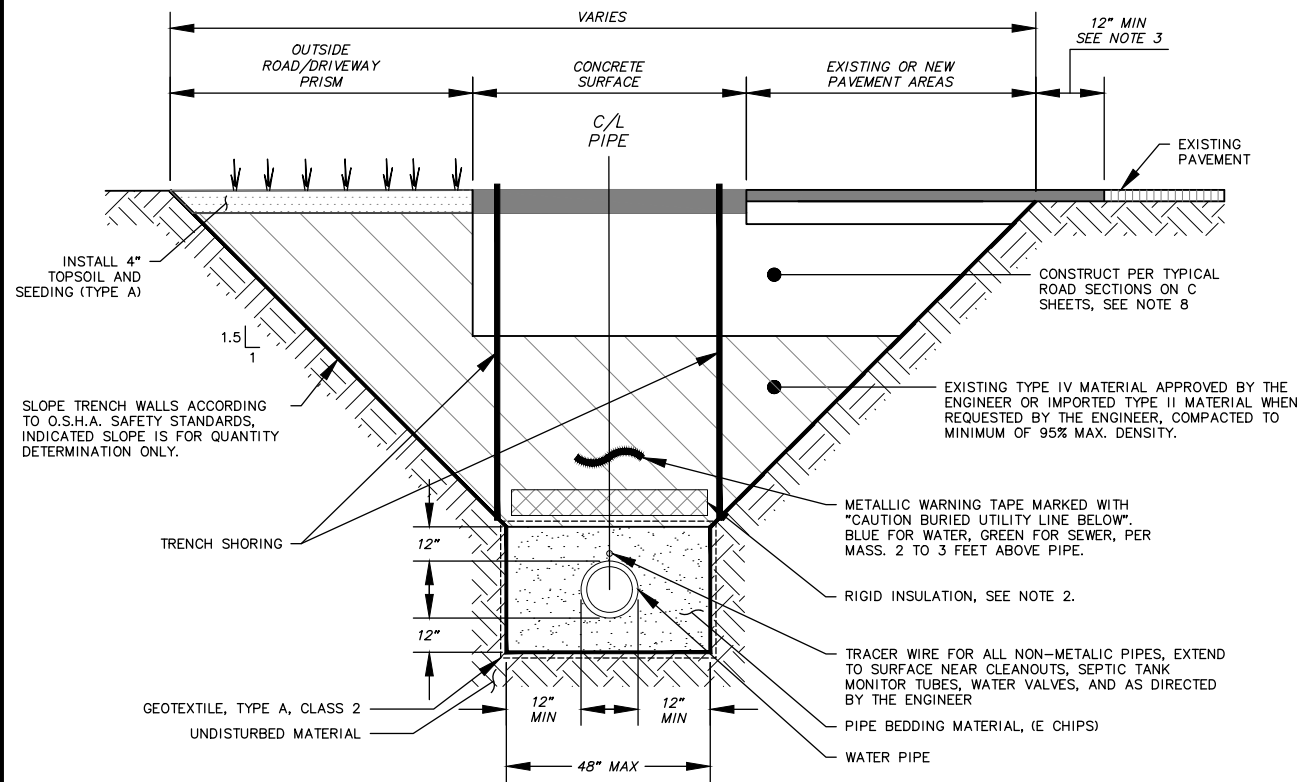 VARIES
12" MIN
SEE NOTE 3
OUTSIDE
ROAD/DRIVEWAY
PRISM
CONCRETE
SURFACE
EXISTING OR NEW
PAVEMENT AREAS
C/L
PIPE
EXISTING
PAVEMENT
INSTALL 4"
TOPSOIL AND
SEEDING (TYPE A)
CONSTRUCT PER TYPICAL
ROAD SECTIONS ON C
SHEETS, SEE NOTE 8
1.5
1
SLOPE TRENCH WALLS ACCORDING
TO O.S.H.A. SAFETY STANDARDS,
INDICATED SLOPE IS FOR QUANTITY
DETERMINATION ONLY.
EXISTING TYPE IV MATERIAL APPROVED BY THE
ENGINEER OR IMPORTED TYPE II MATERIAL WHEN
REQUESTED BY THE ENGINEER, COMPACTED TO
MINIMUM OF 95% MAX. DENSITY.
METALLIC WARNING TAPE MARKED WITH
"CAUTION BURIED UTILITY LINE BELOW".
BLUE FOR WATER, GREEN FOR SEWER, PER
MASS. 2 TO 3 FEET ABOVE PIPE.
TRENCH SHORING
12"
RIGID INSULATION, SEE NOTE 2.
12"
TRACER WIRE FOR ALL NON-METALIC PIPES, EXTEND
TO SURFACE NEAR CLEANOUTS, SEPTIC TANK
MONITOR TUBES, WATER VALVES, AND AS DIRECTED
BY THE ENGINEER
GEOTEXTILE, TYPE A, CLASS 2
UNDISTURBED MATERIAL
12"
MIN
12"
MIN
PIPE BEDDING MATERIAL, (E CHIPS)
WATER PIPE
48" MAX